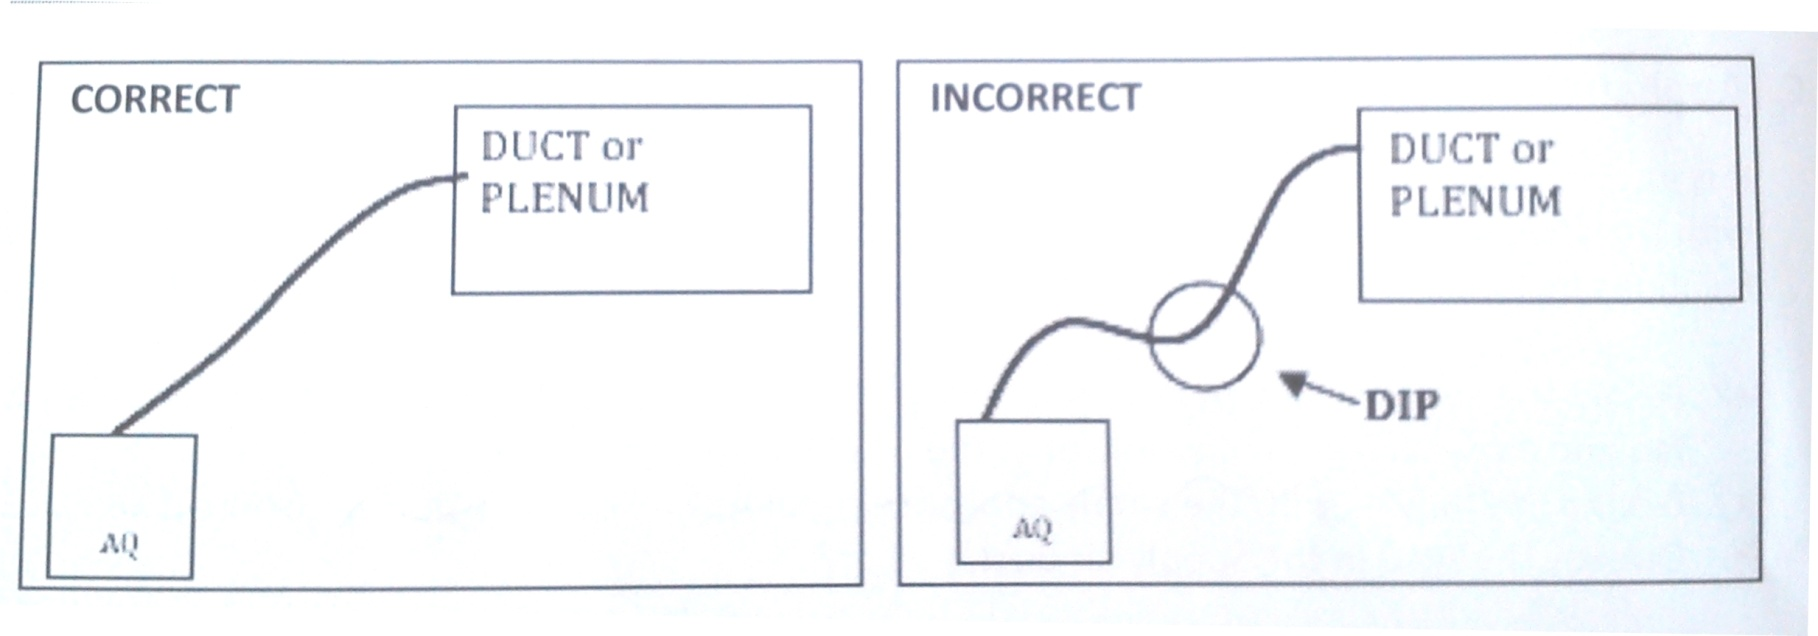 CORRECT
DUCT or
PLENUM
AQ
INCORRECT
DUCT or
PLENUM
DIP
AQ